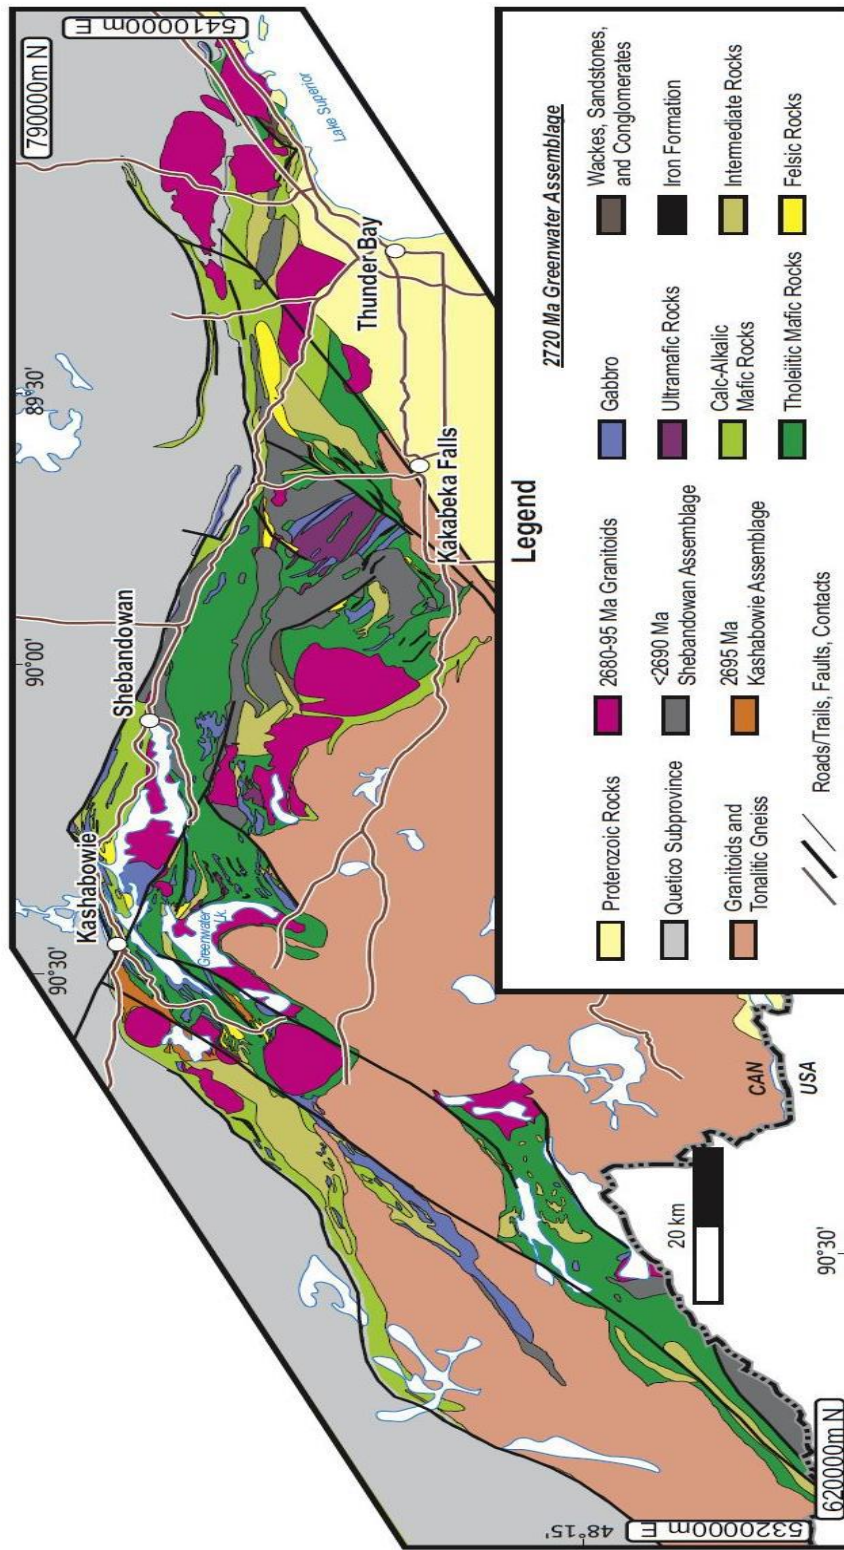 790000m N
5410000m E
89°30'
90°00'
90°30'
Lake Superior
Thunder Bay
Kakabeka Falls
Shebandowan
Kashabowie
Greenwater
Lk.
CAN
USA
20 km
90°30'
48°15'
620000m N
5320000m E
Legend
Proterozoic Rocks
Quetico Subprovince
Granitoids and
Tonalitic Gneiss
2680-95 Ma Granitoids
<2690 Ma
Shebandowan Assemblage
2695 Ma
Kashabowie Assemblage
Roads/Trails, Faults, Contacts
2720 Ma Greenwater Assemblage
Gabbro
Ultramafic Rocks
Calc-Alkalic
Mafic Rocks
Tholeiitic Mafic Rocks
Wackes, Sandstones,
and Conglomerates
Iron Formation
Intermediate Rocks
Felsic Rocks